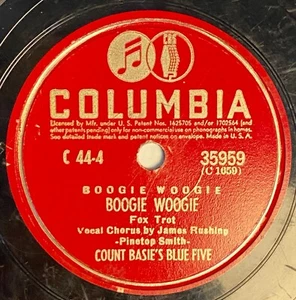 COLUMBIA
Licensed by Mfr. under U. S. Patent Nos. 1625705 and/or 1702564 (and
other patents pending) only for non-commercial use on phonographs in homes.
See detailed trade mark and patent notices on envelope. Made in U. S. A.
C 44-4 35959
(C 1059)
BOOGIE WOOGIE
BOOGIE WOOGIE
Fox Trot
Vocal Chorus by James Rushing
-Pinetop Smith-
COUNT BASIE'S BLUE FIVE